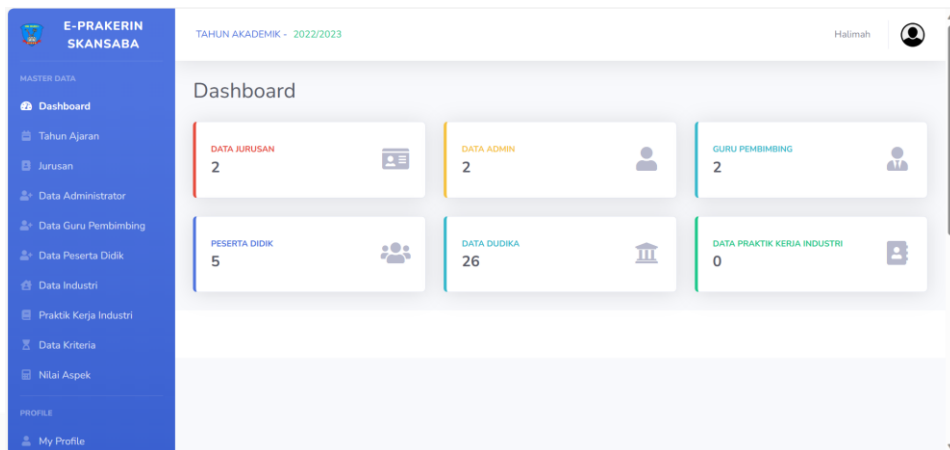 E-PRAKERIN
SKANSABA
MASTER DATA
Dashboard
Tahun Ajaran
Jurusan
Data Administrator
Data Guru Pembimbing
Data Peserta Didik
Data Industri
Praktik Kerja Industri
Data Kriteria
Nilai Aspek
PROFILE
My Profile
TAHUN AKADEMIK - 2022/2023
Halimah
Dashboard
DATA JURUSAN
2
DATA ADMIN
2
GURU PEMBIMBING
2
PESERTA DIDIK
5
DATA DUDIKA
26
DATA PRAKTIK KERJA INDUSTRI
0